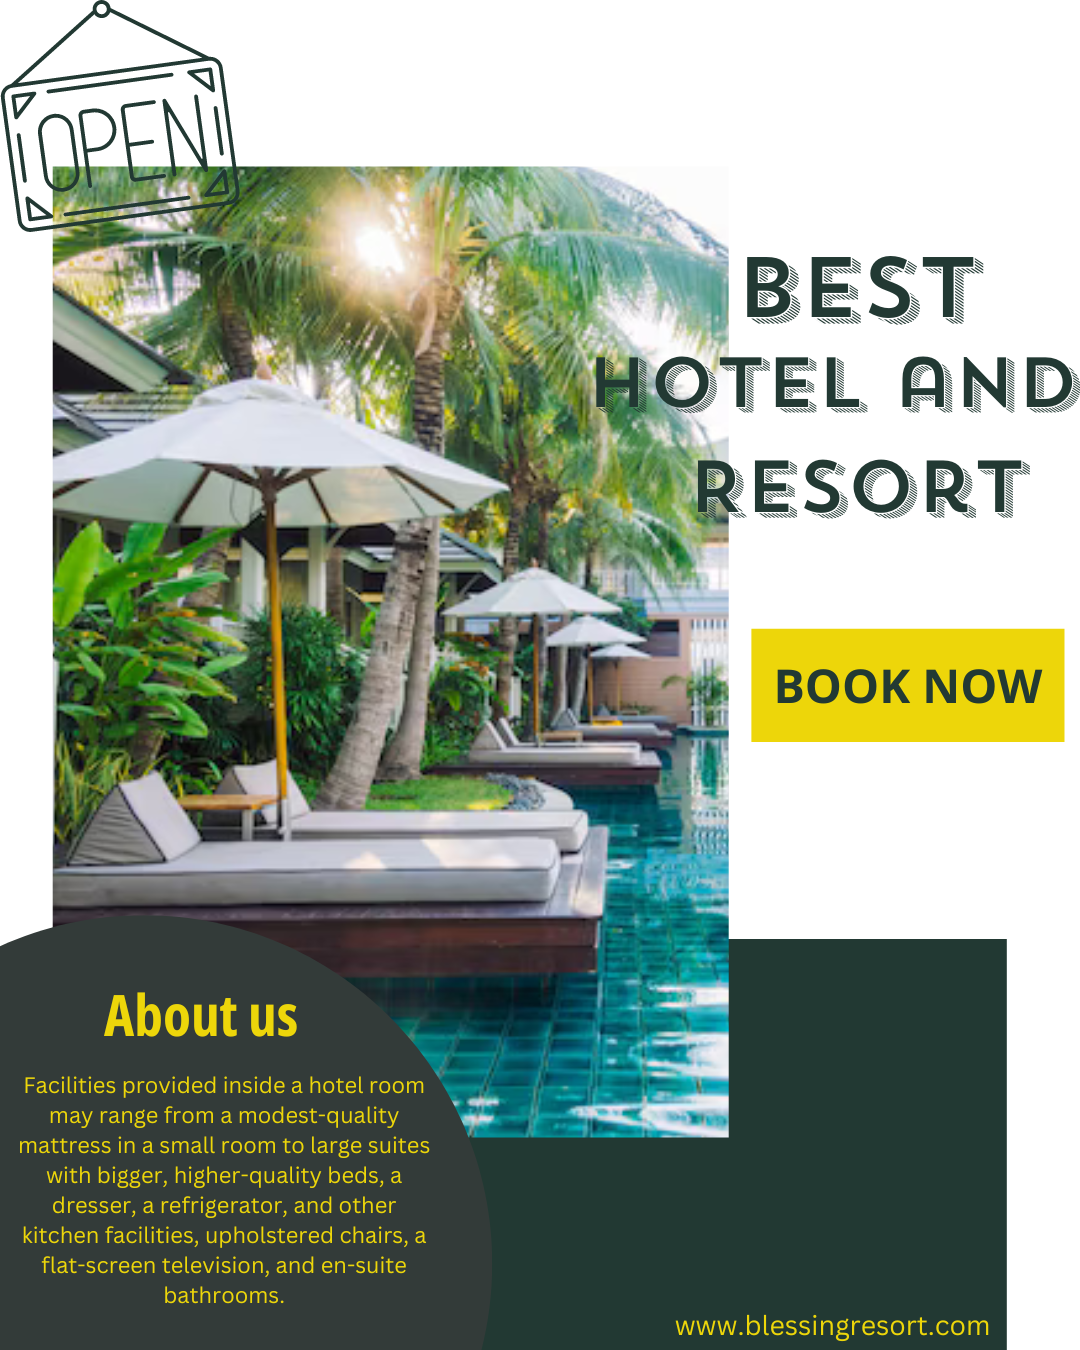 OPEN
BEST
HOTEL AND
RESORT
BOOK NOW
About us
Facilities provided inside a hotel room
may range from a modest-quality
mattress in a small room to large suites
with bigger, higher-quality beds, a
dresser, a refrigerator, and other
kitchen facilities, upholstered chairs, a
flat-screen television, and en-suite
bathrooms.
www.blessingresort.com